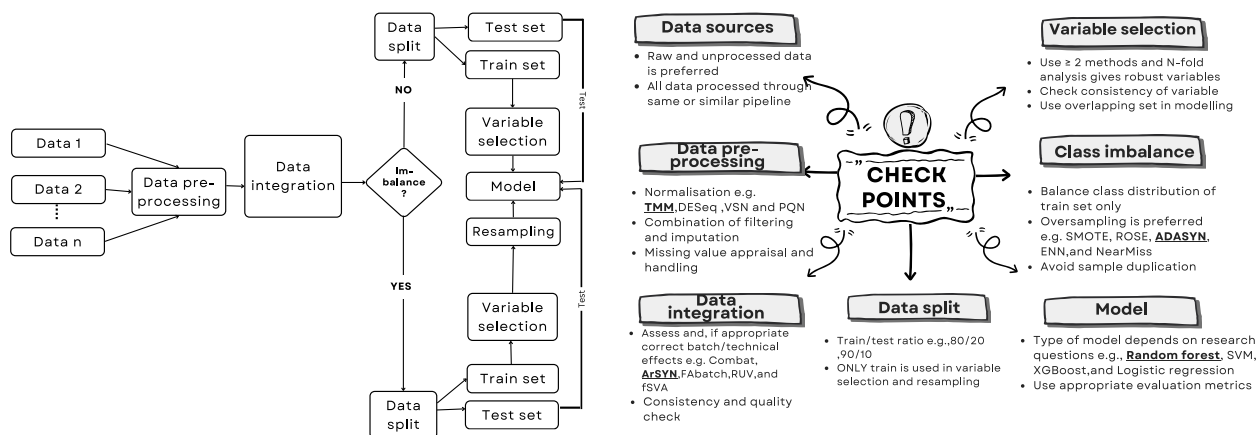 Data 1
Data 2
Data n
Data pre-
processing
Data
integration
Im-
balance
?
NO
YES
Data
split
Test set
Train set
Variable
selection
Model
Resampling
Variable
selection
Train set
Test set
Data
split
Test
Test
Data sources
Raw and unprocessed data
is preferred
All data processed through
same or similar pipeline
Data pre-
processing
Normalisation e.g.
TMM,DESeq ,VSN and PQN
Combination of filtering
and imputation
Missing value appraisal and
handling
Data
integration
Assess and, if appropriate
correct batch/technical
effects e.g. Combat,
ArSYN,FAbatch,RUV,and
fSVA
Consistency and quality
check
!
„ CHECK ”
POINTS „
Data split
Train/test ratio e.g.,80/20
,90/10
ONLY train is used in variable
selection and resampling
Variable selection
Use ≥ 2 methods and N-fold
analysis gives robust variables
Check consistency of variable
Use overlapping set in modelling
Class imbalance
Balance class distribution of
train set only
Oversampling is preferred
e.g. SMOTE, ROSE, ADASYN,
ENN,and NearMiss
Avoid sample duplication
Model
Type of model depends on research
questions e.g., Random forest, SVM,
XGBoost,and Logistic regression
Use appropriate evaluation metrics